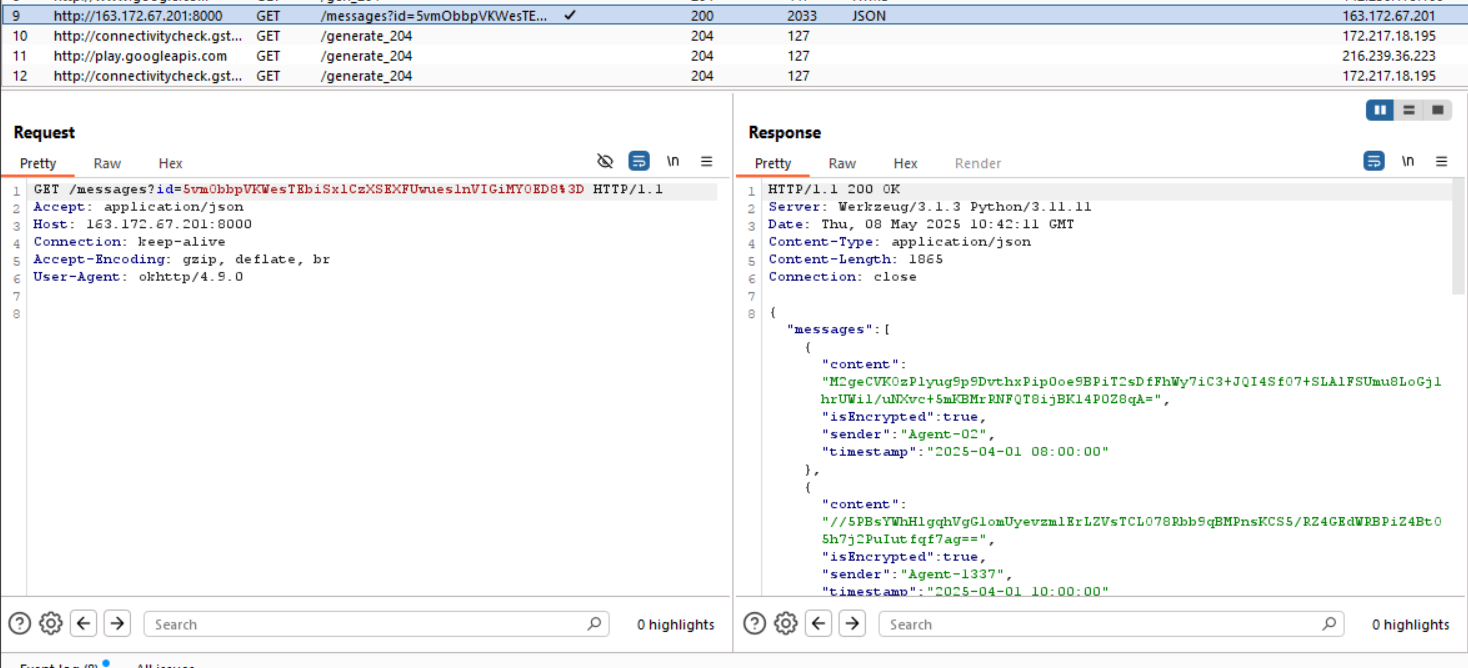 9 http://163.172.67.201:8000 GET /messages?id=5vmObbpVKWesTE... ✓ 200 2033 JSON 163.172.67.201
10 http://connectivitycheck.gst... GET /generate_204 204 127 172.217.18.195
11 http://play.googleapis.com GET /generate_204 204 127 216.239.36.223
12 http://connectivitycheck.gst... GET /generate_204 204 127 172.217.18.195
Request
Pretty Raw Hex \n
1 GET /messages?id=5vmObbpVKWesTEbiSxlCzXSEXFUwueslnVIGiMYOED8%3D HTTP/1.1
2 Accept: application/json
3 Host: 163.172.67.201:8000
4 Connection: keep-alive
5 Accept-Encoding: gzip, deflate, br
6 User-Agent: okhttp/4.9.0
7
8
Search 0 highlights
Response
Pretty Raw Hex Render \n
1 HTTP/1.1 200 OK
2 Server: Werkzeug/3.1.3 Python/3.11.11
3 Date: Thu, 08 May 2025 10:42:11 GMT
4 Content-Type: application/json
5 Content-Length: 1865
6 Connection: close
7
8 {
"messages":[
{
"content":
"M2geCVK0zPlyug9p9DvthxPip0oe9BPiT2sDfFhWy7iC3+JQI4Sf07+SLAlFSUmu8LoGjl
hrUWil/uNXvc+5mKBMrRNFQT8ijBKl4P0Z8qA=",
"isEncrypted":true,
"sender":"Agent-02",
"timestamp":"2025-04-01 08:00:00"
},
{
"content":
"//5PBsYWhHlgqhVgGlomUyevzmlErLZVsTCL078Rbb9qBMPnsKCS5/RZ4GEdWRBPiZ4Bt0
5h7j2PuIutfqf7ag==",
"isEncrypted":true,
"sender":"Agent-1337",
"timestamp":"2025-04-01 10:00:00"
Search 0 highlights